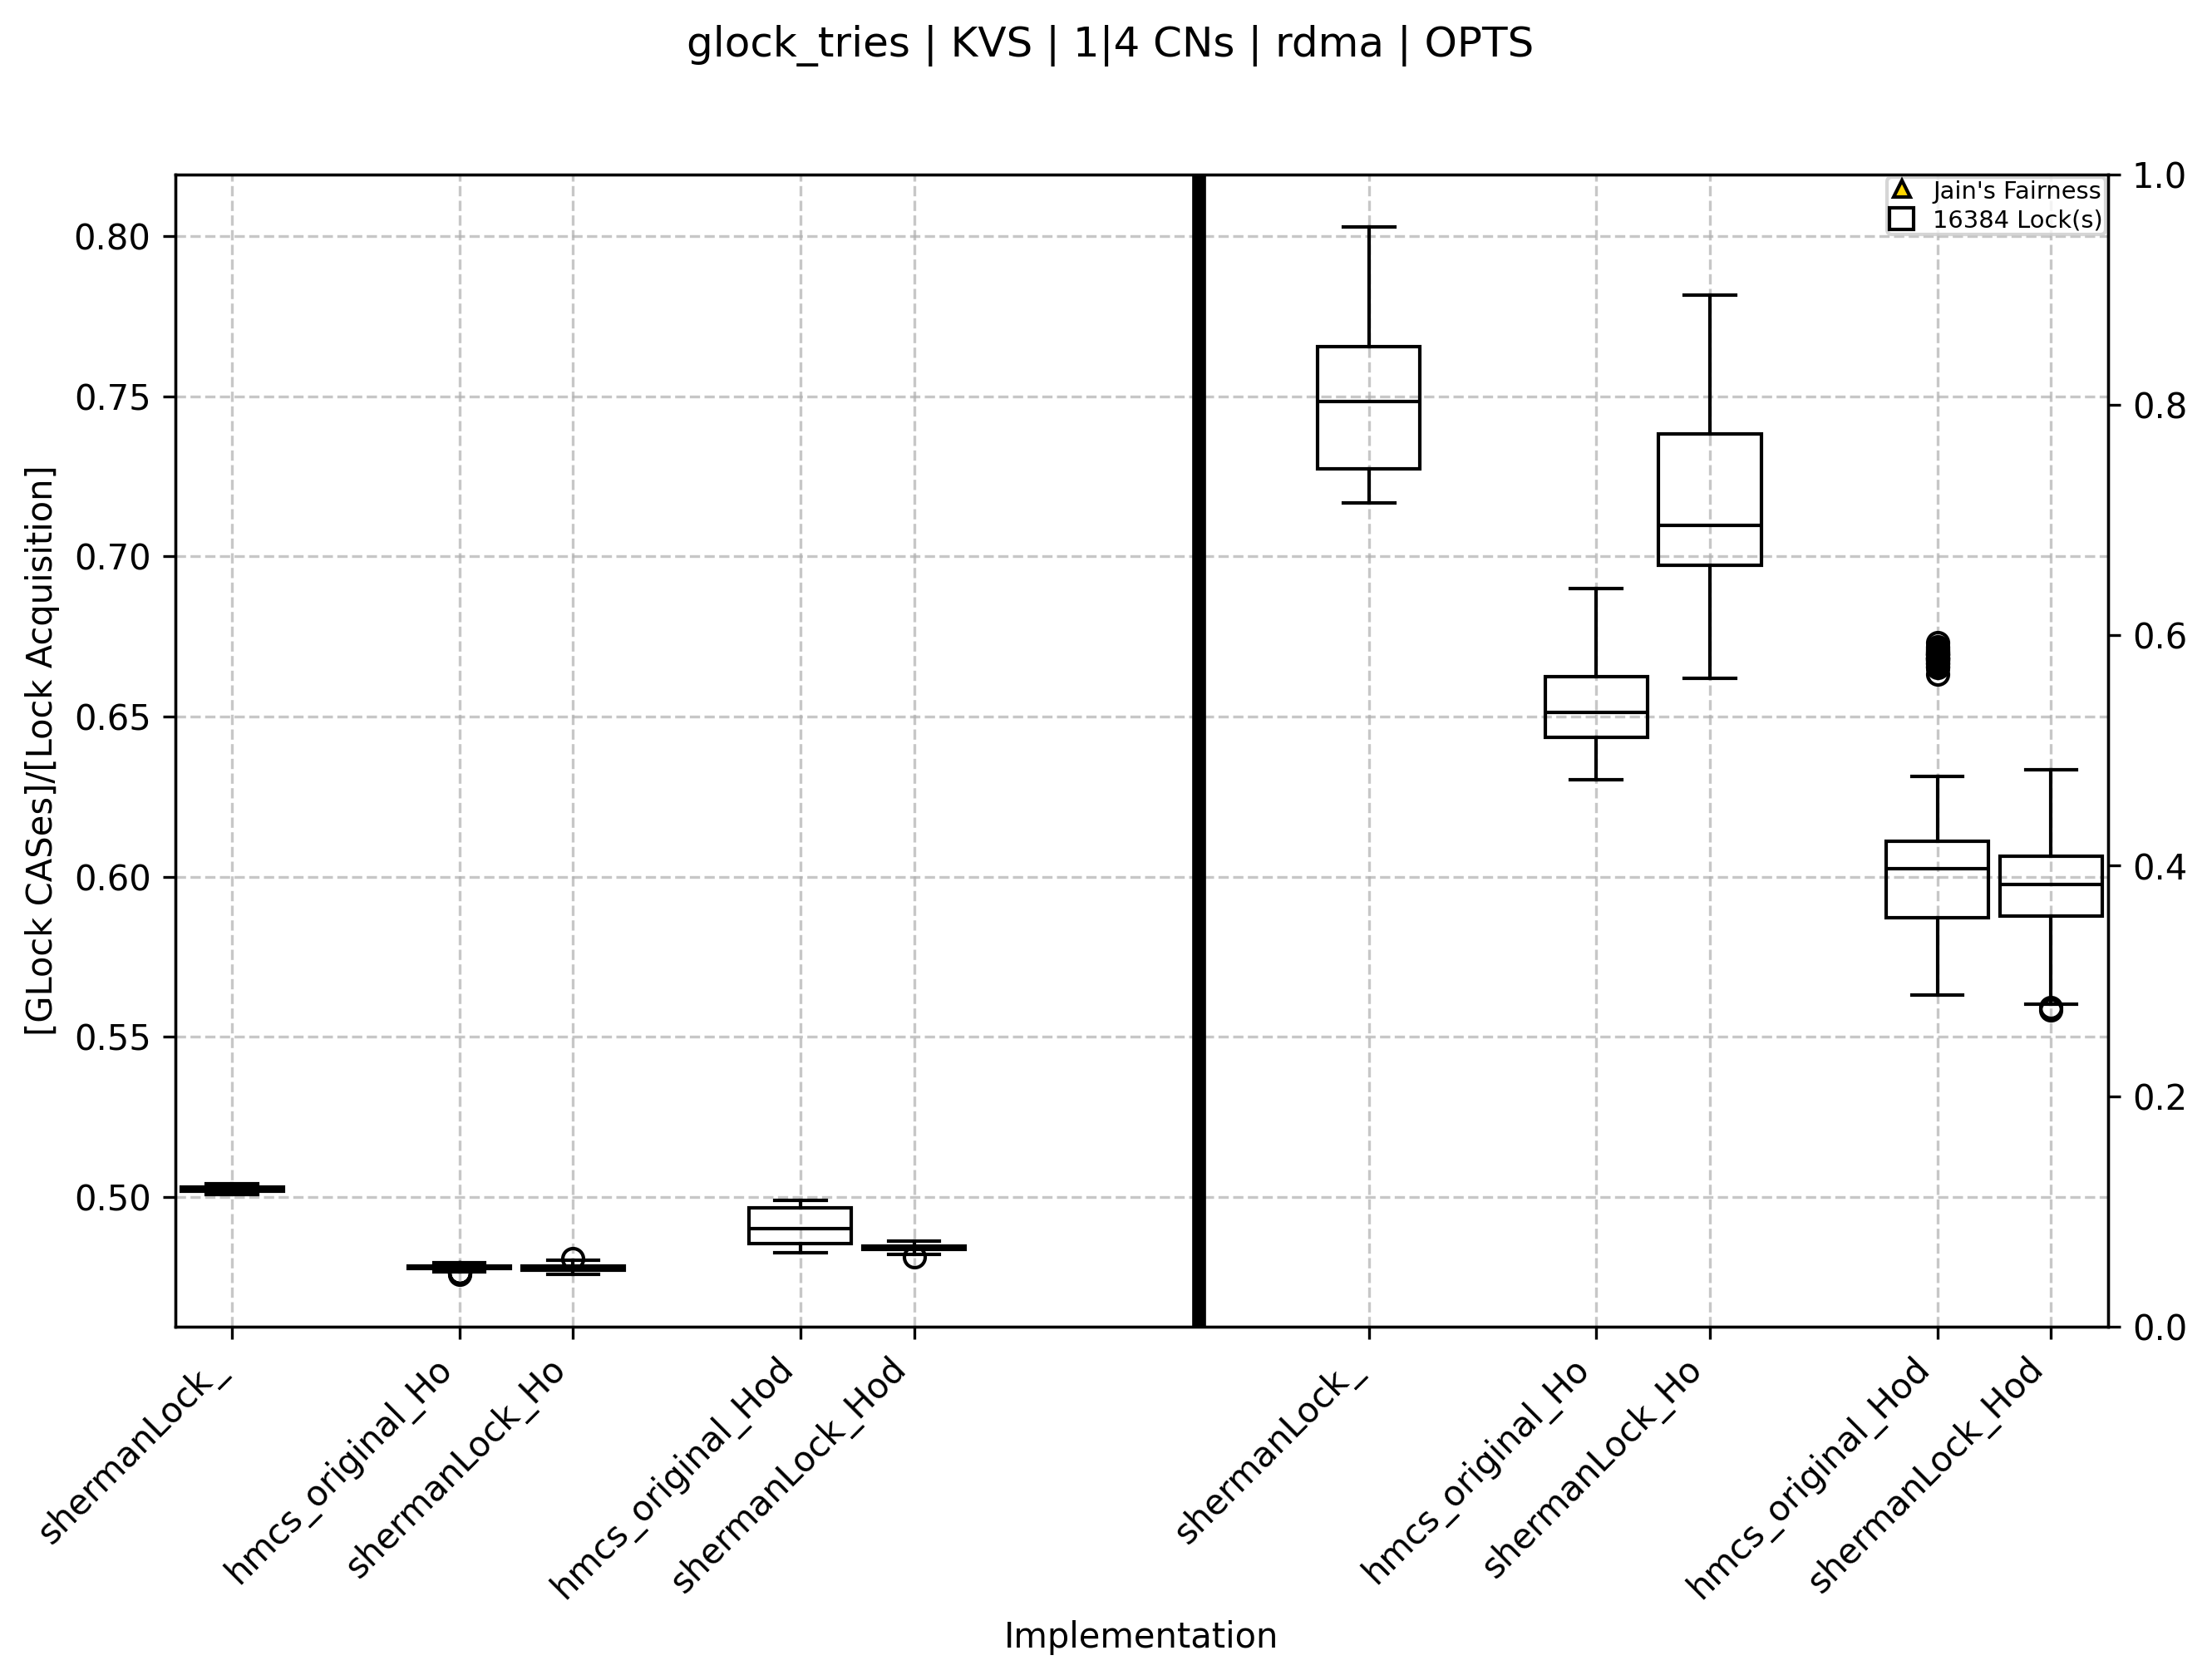 glock_tries | KVS | 1|4 CNs | rdma | OPTS
Jain's Fairness
16384 Lock(s)
[GLock CASes]/[Lock Acquisition]
0.80
0.75
0.70
0.65
0.60
0.55
0.50
1.0
0.8
0.6
0.4
0.2
0.0
shermanLock_
hmcs_original_Ho
shermanLock_Ho
hmcs_original_Hod
shermanLock_Hod
shermanLock_
hmcs_original_Ho
shermanLock_Ho
hmcs_original_Hod
shermanLock_Hod
Implementation